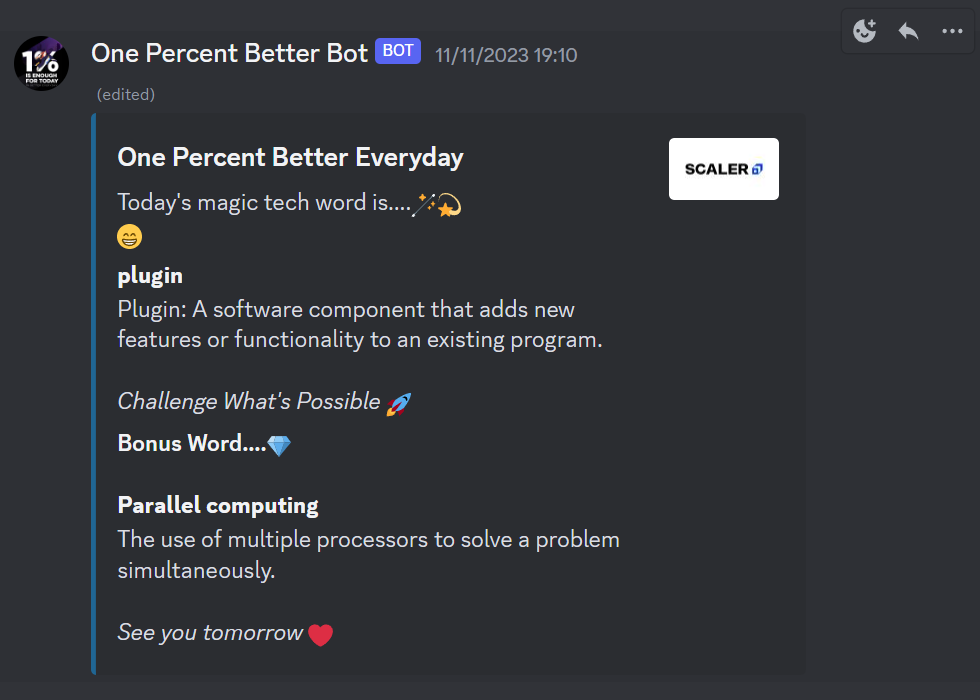 One Percent Better Bot BOT 11/11/2023 19:10
1%
IS ENOUGH
FOR TODAY
(edited)
One Percent Better Everyday
SCALER
Today's magic tech word is....
plugin
Plugin: A software component that adds new
features or functionality to an existing program.
Challenge What's Possible
Bonus Word....
Parallel computing
The use of multiple processors to solve a problem
simultaneously.
See you tomorrow